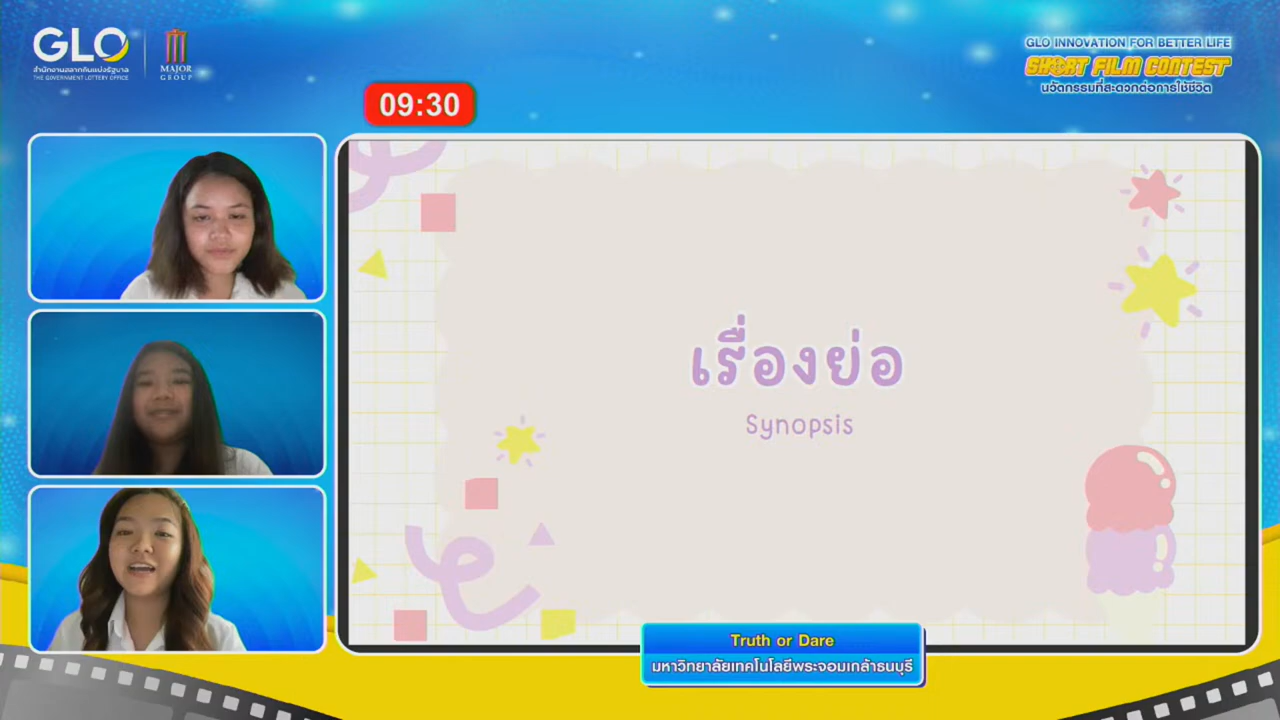 GLO
สำนักงานสลากกินแบ่งรัฐบาล
THE GOVERNMENT LOTTERY OFFICE
MAJOR
GROUP
GLO INNOVATION FOR BETTER LIFE
SHORT FILM CONTEST
นวัตกรรมที่สะดวกต่อการใช้ชีวิต
09:30
เรื่องย่อ
Synopsis
Truth or Dare
มหาวิทยาลัยเทคโนโลยีพระจอมเกล้าธนบุรี